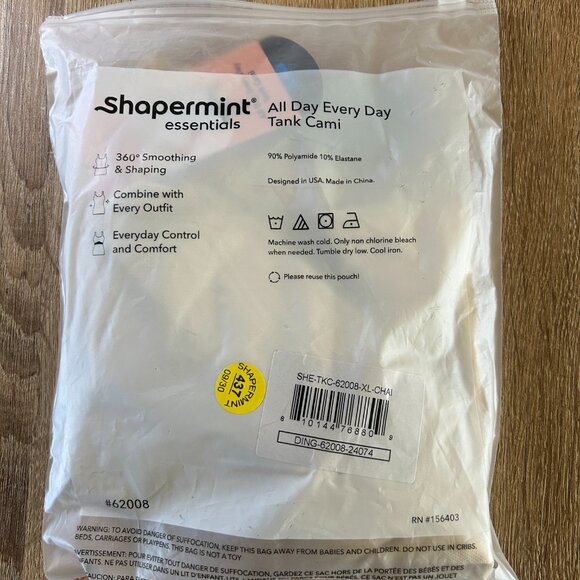 Shapermint®
essentials
All Day Every Day
Tank Cami
360° Smoothing
& Shaping
Combine with
Every Outfit
Everyday Control
and Comfort
90% Polyamide 10% Elastane
Designed in USA. Made in China.
Machine wash cold. Only non chlorine bleach
when needed. Tumble dry low. Cool iron.
Please reuse this pouch!
SHAPERMINT
437
09/30
SHE-TKC-62008-XL-CHAI
8 10144 76880 9
DING-62008-24074
#62008
RN #156403
WARNING: TO AVOID DANGER OF SUFFOCATION, KEEP THIS BAG AWAY FROM BABIES AND CHILDREN. DO NOT USE IN CRIBS,
BEDS, CARRIAGES OR PLAYPENS. THIS BAG IS NOT A TOY
AVERTISSEMENT: POUR ÉVITER TOUT DANGER DE SUFFOCATION, GARDEZ CE SAC HORS DE LA PORTÉE DES BÉBÉS ET DES